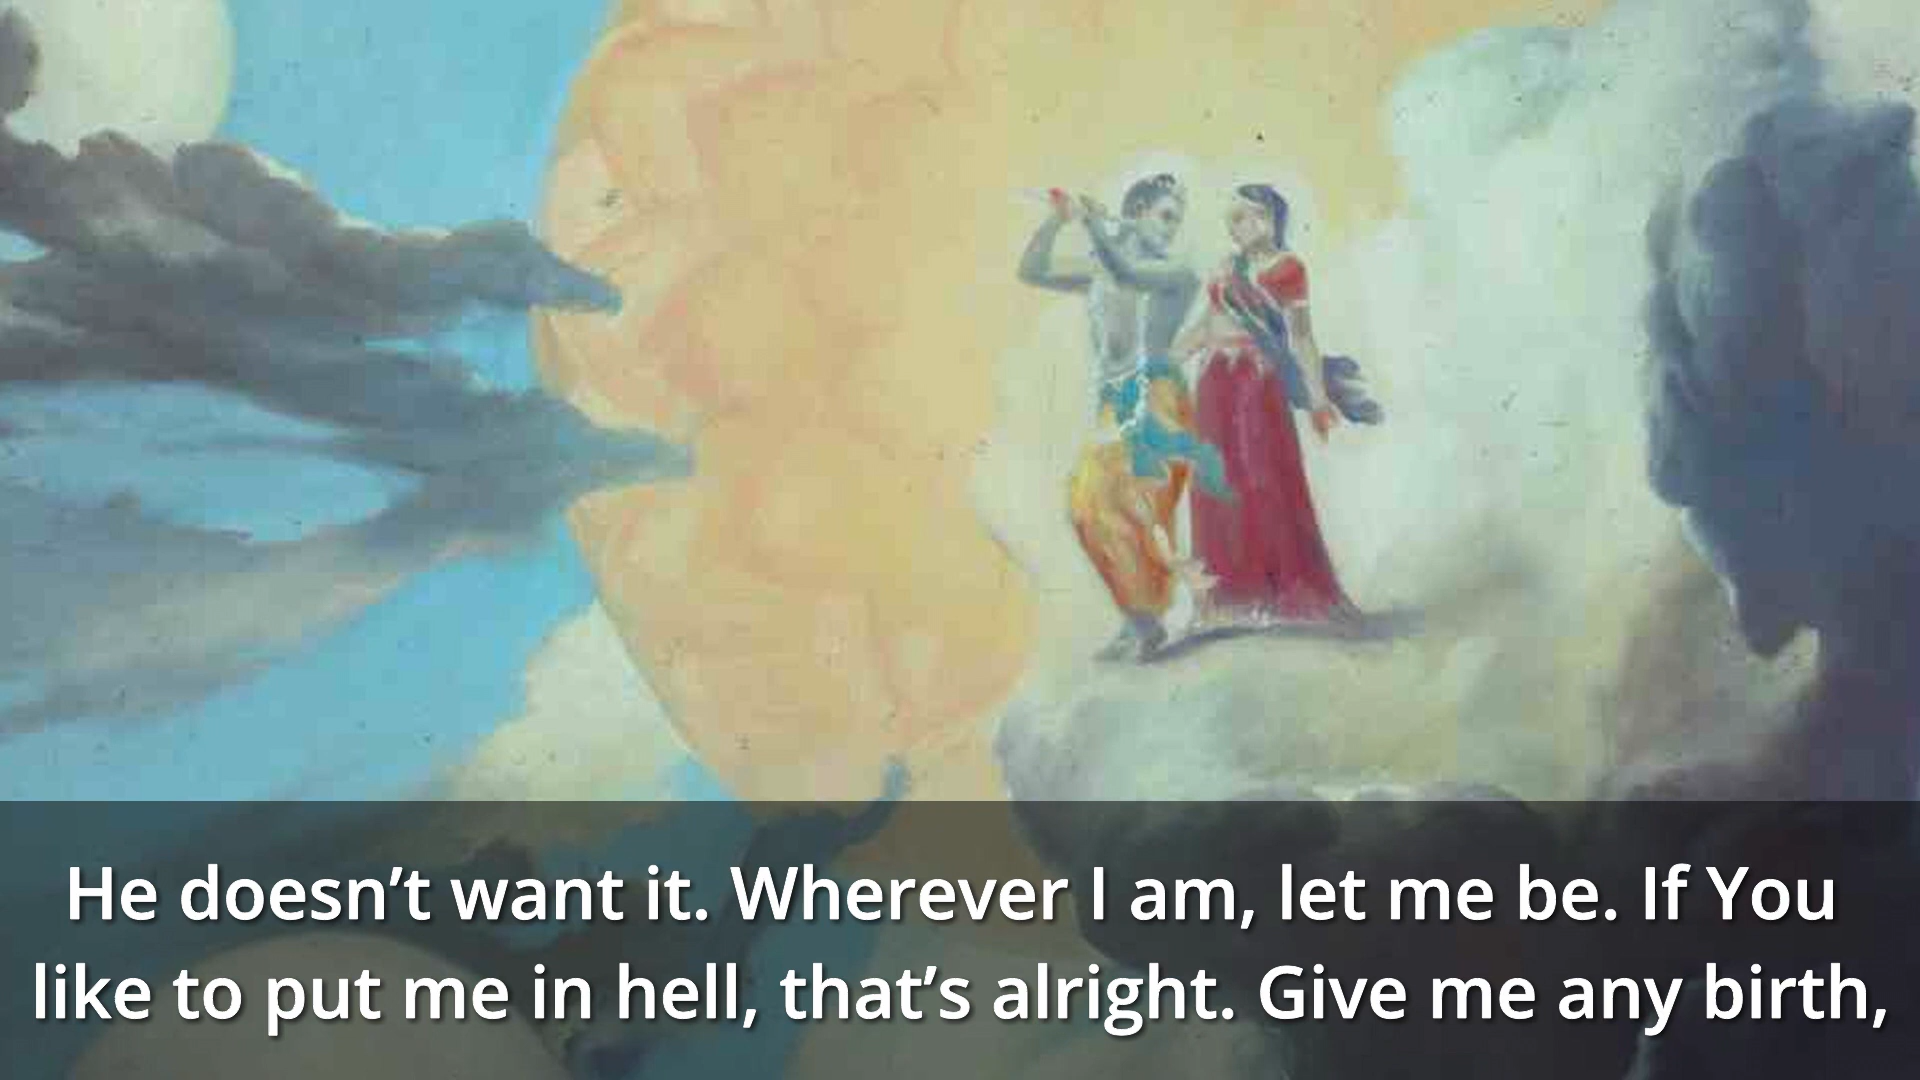 He doesn’t want it. Wherever I am, let me be. If You
like to put me in hell, that’s alright. Give me any birth,